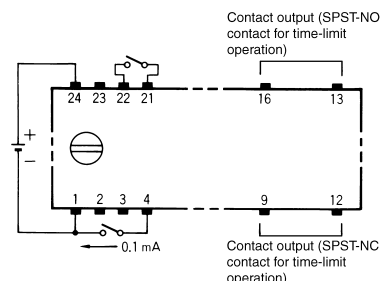 Contact output (SPST-NO
contact for time-limit
operation)
24 23 22 21 16 13
+
−
1 2 3 4 9 12
0.1 mA
Contact output (SPST-NC
contact for time-limit
operation)